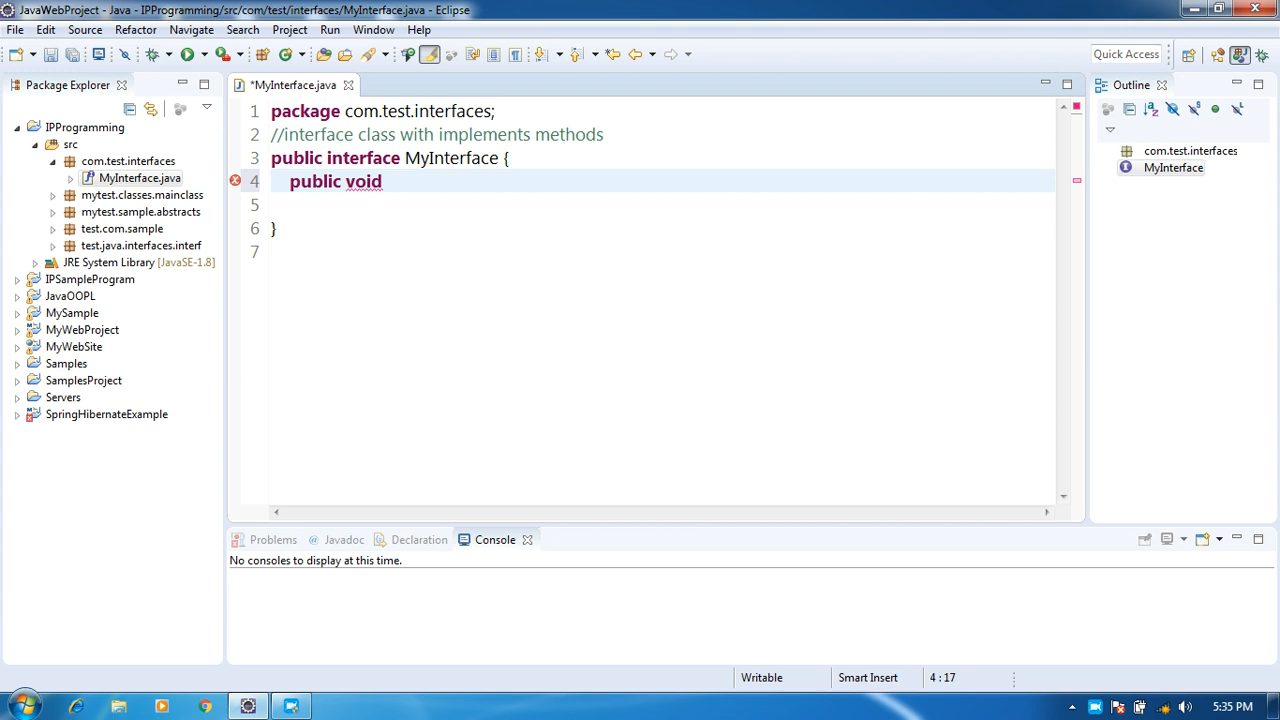 JavaWebProject - Java - IPProgramming/src/com/test/interfaces/MyInterface.java - Eclipse
File Edit Source Refactor Navigate Search Project Run Window Help
Quick Access
Package Explorer
*MyInterface.java
Outline
IPProgramming
src
com.test.interfaces
MyInterface.java
mytest.classes.mainclass
mytest.sample.abstracts
test.com.sample
test.java.interfaces.interf
JRE System Library [JavaSE-1.8]
IPSampleProgram
JavaOOPL
MySample
MyWebProject
MyWebSite
Samples
SamplesProject
Servers
SpringHibernateExample
1 package com.test.interfaces;
2 //interface class with implements methods
3 public interface MyInterface {
4 public void
5
6 }
7
com.test.interfaces
MyInterface
Problems Javadoc Declaration Console
No consoles to display at this time.
Writable Smart Insert 4 : 17
5:35 PM